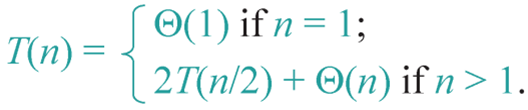 T(n) =
Θ(1) if n = 1;
2T(n/2) + Θ(n) if n > 1.